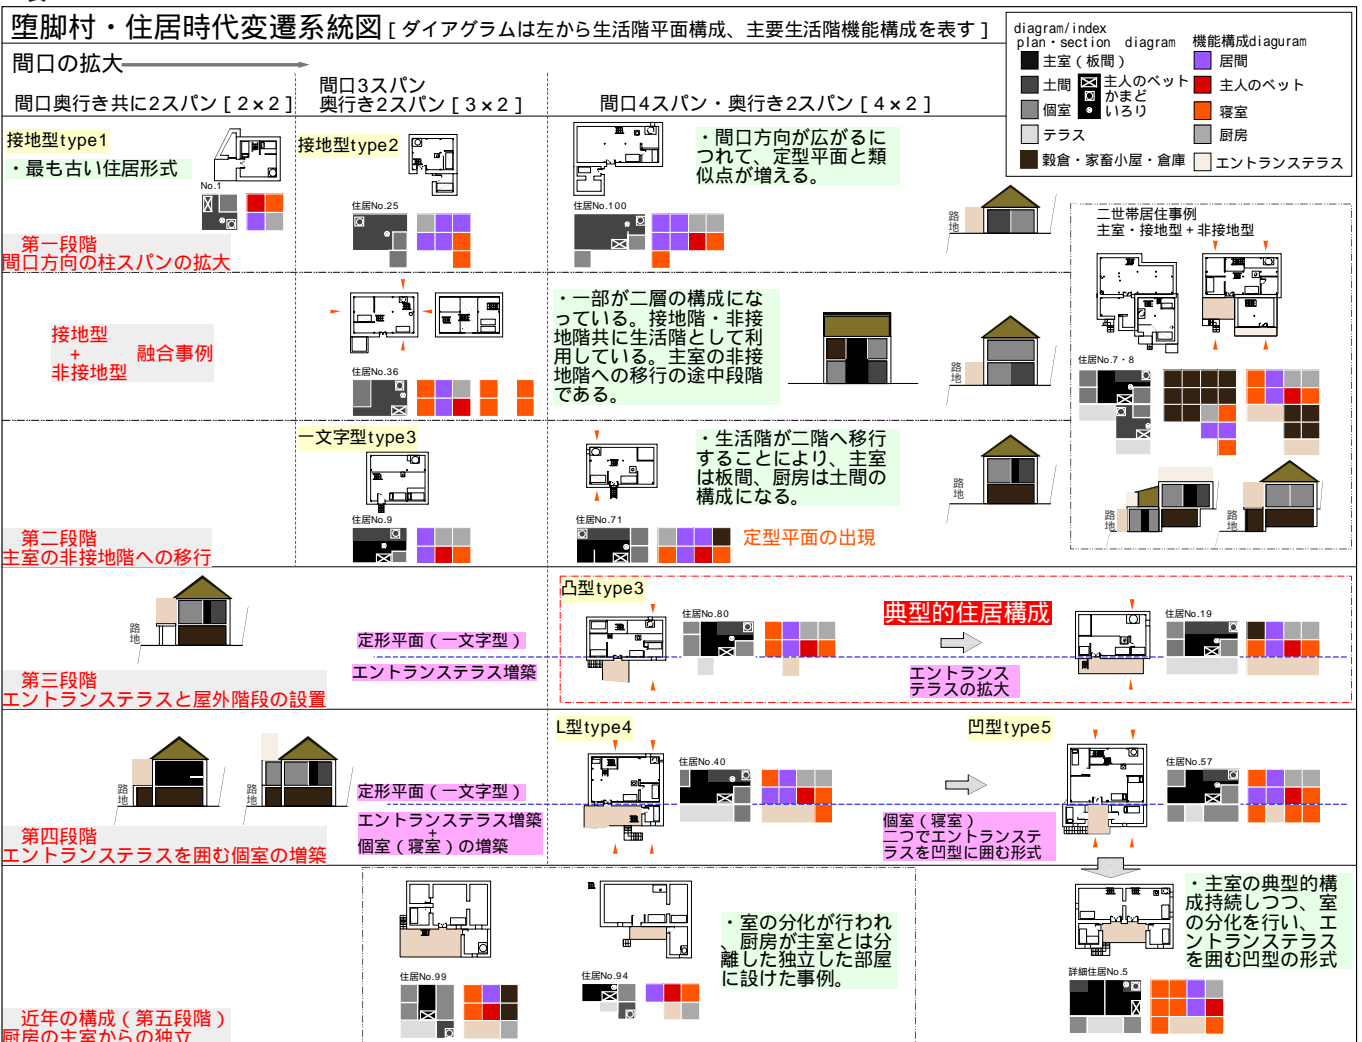 堕脚村・住居時代変遷系統図 [ ダイアグラムは左から生活階平面構成、主要生活階機能構成を表す ]
diagram/index
plan・section diagram
機能構成diaguram
主室（板間）
土間
主人のベット
かまど
個室
いろり
テラス
穀倉・家畜小屋・倉庫
居間
主人のベット
寝室
厨房
エントランステラス
間口の拡大
間口奥行き共に2スパン [ 2×2 ]
間口3スパン
奥行き2スパン [ 3×2 ]
間口4スパン・奥行き2スパン [ 4×2 ]
接地型type1
・最も古い住居形式
No.1
第一段階
間口方向の柱スパンの拡大
接地型type2
住居No.25
住居No.100
・間口方向が広がるに
つれて、定型平面と類
似点が増える。
路地
二世帯居住事例
主室・接地型＋非接地型
住居No.7・8
路地
路地
接地型
+
非接地型
融合事例
住居No.36
・一部が二層の構成にな
っている。接地階・非接
地階共に生活階として利
用している。主室の非接
地階への移行の途中段階
である。
路地
一文字型type3
住居No.9
住居No.71
・生活階が二階へ移行
することにより、主室
は板間、厨房は土間の
構成になる。
定型平面の出現
路地
第二段階
主室の非接地階への移行
路地
第三段階
エントランステラスと屋外階段の設置
定形平面（一文字型）
エントランステラス増築
凸型type3
住居No.80
典型的住居構成
エントランス
テラスの拡大
住居No.19
路地
路地
第四段階
エントランステラスを囲む個室の増築
定形平面（一文字型）
エントランステラス増築
+
個室（寝室）の増築
L型type4
住居No.40
凹型type5
個室（寝室）
二つでエントランステ
ラスを凹型に囲む形式
住居No.57
近年の構成（第五段階）
厨房の主室からの独立
住居No.99
住居No.94
・室の分化が行われ
、厨房が主室とは分
離した独立した部屋
に設けた事例。
詳細住居No.5
・主室の典型的構
成持続しつつ、室
の分化を行い、エ
ントランステラス
を囲む凹型の形式